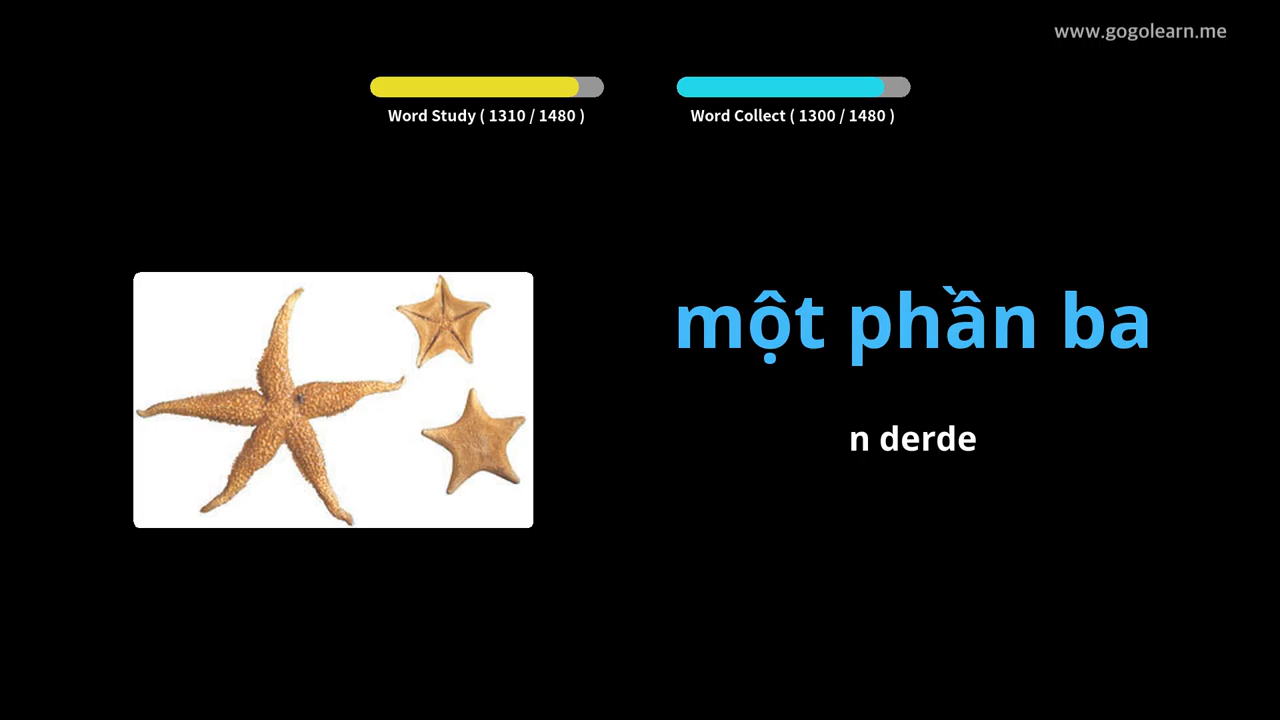 www.gogolearn.me
Word Study ( 1310 / 1480 )
Word Collect ( 1300 / 1480 )
một phần ba
n derde